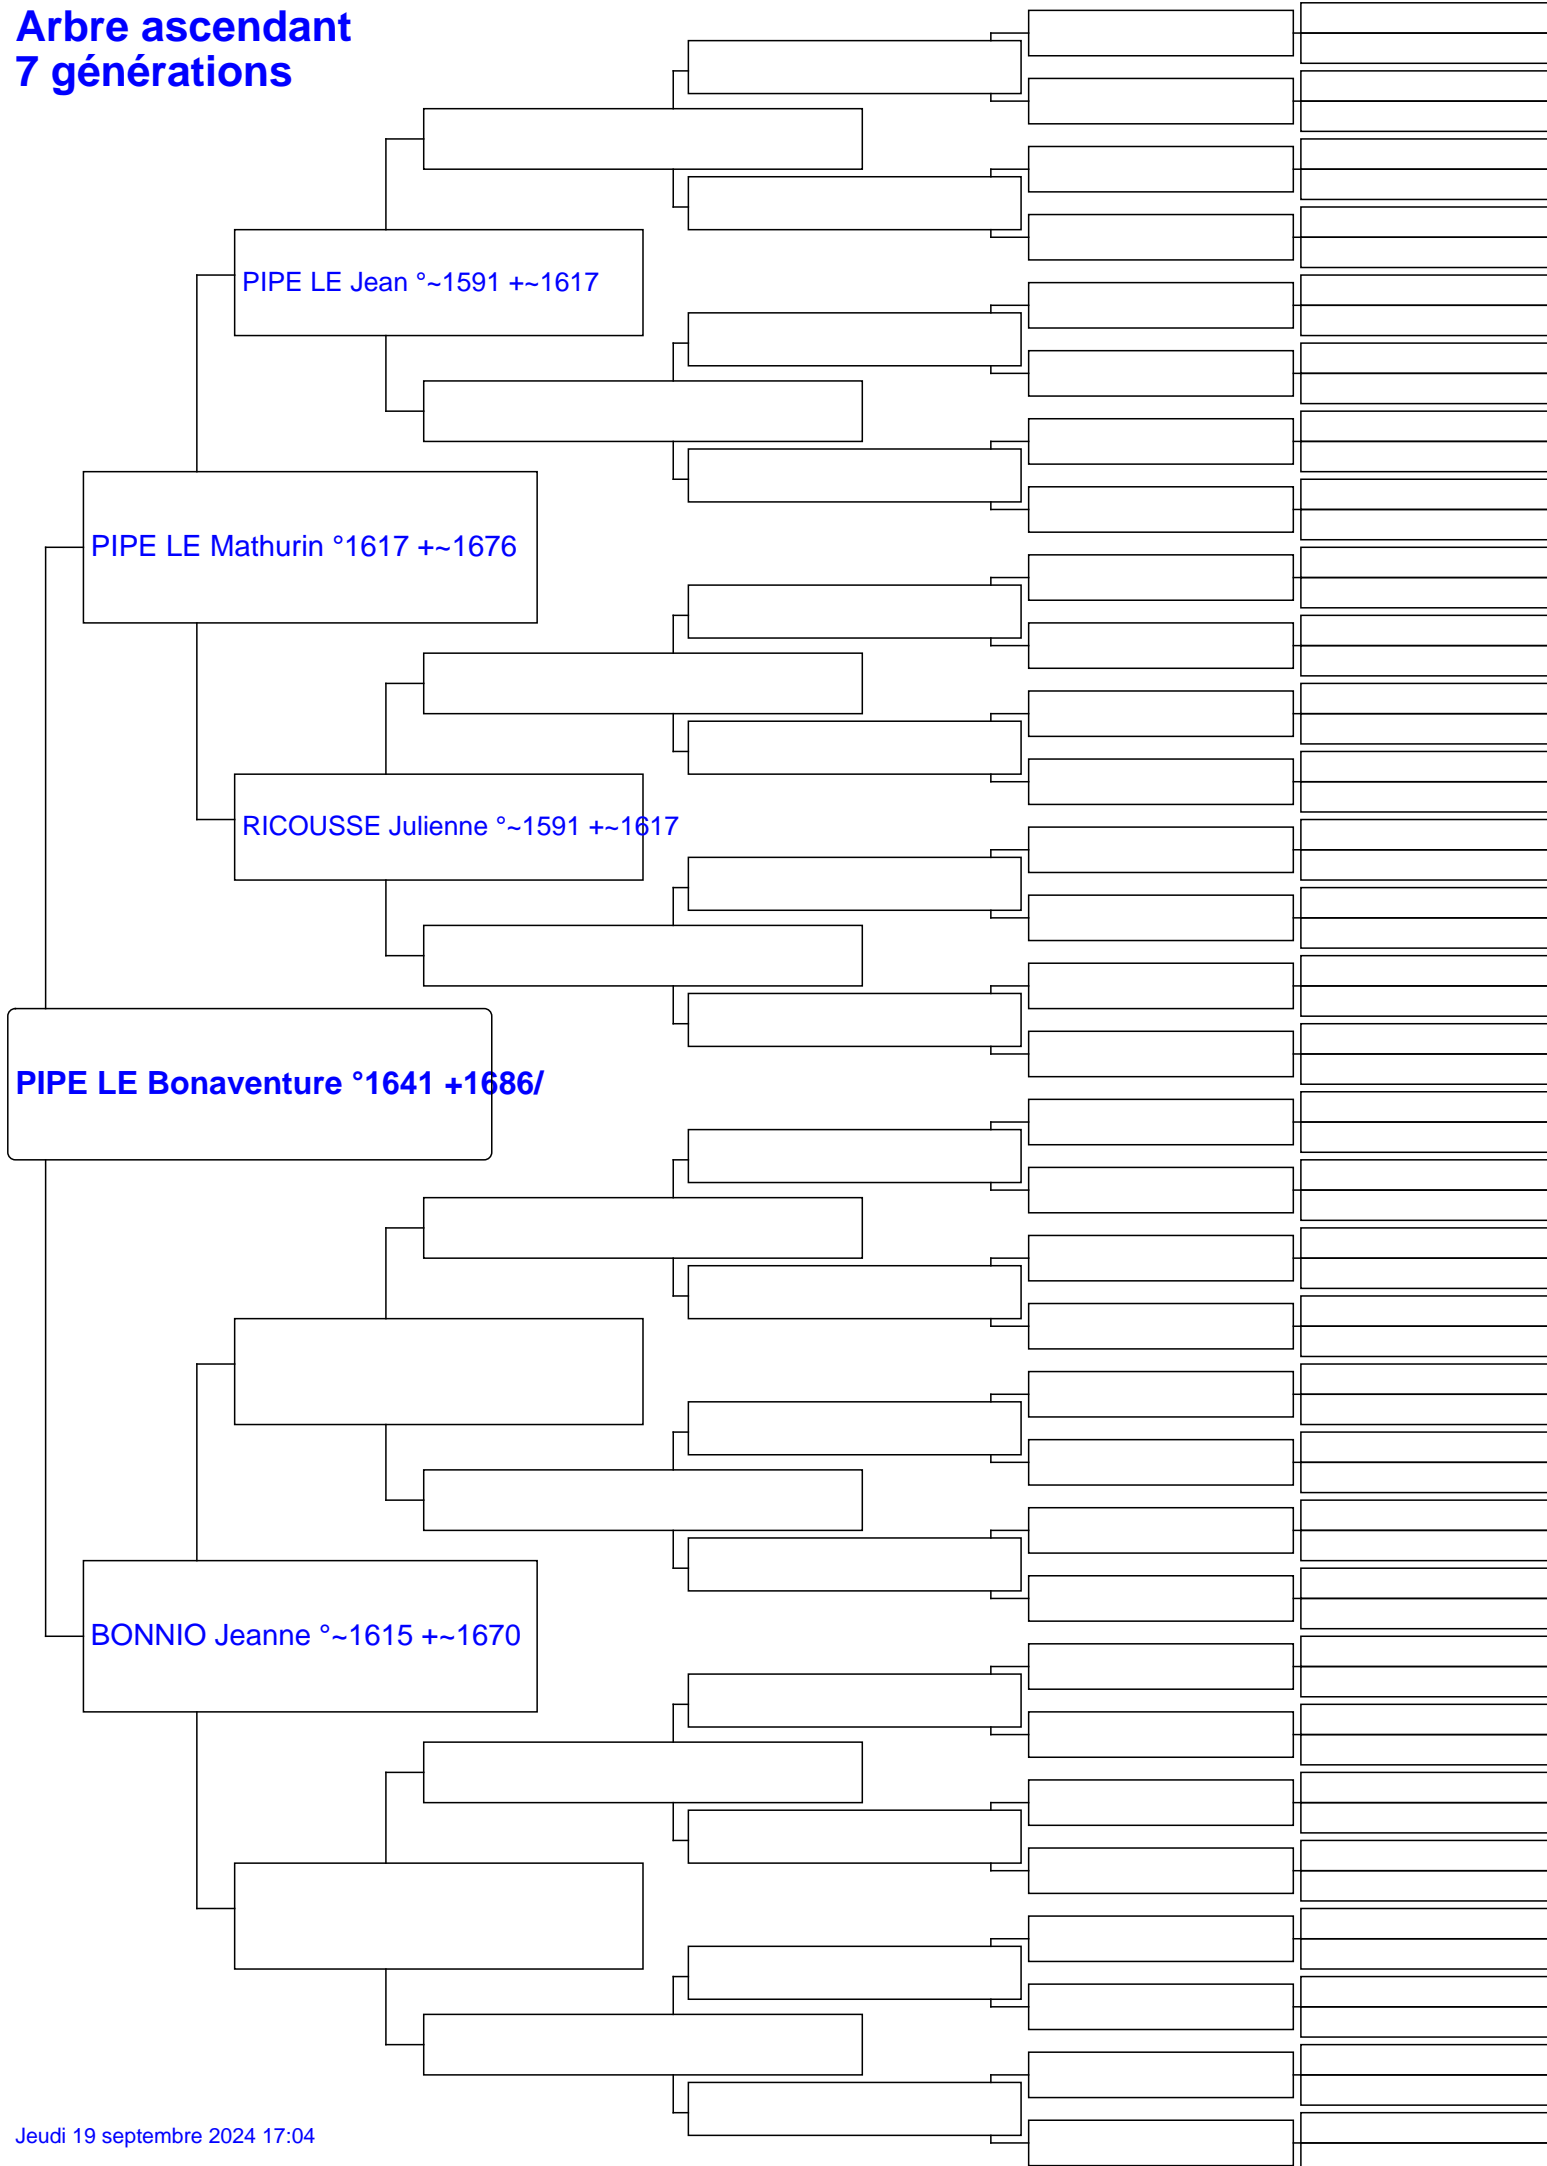 Arbre ascendant
7 générations
PIPE LE Jean °~1591 +~1617
PIPE LE Mathurin °1617 +~1676
RICOUSSE Julienne °~1591 +~1617
PIPE LE Bonaventure °1641 +1686/
BONNIO Jeanne °~1615 +~1670
Jeudi 19 septembre 2024 17:04